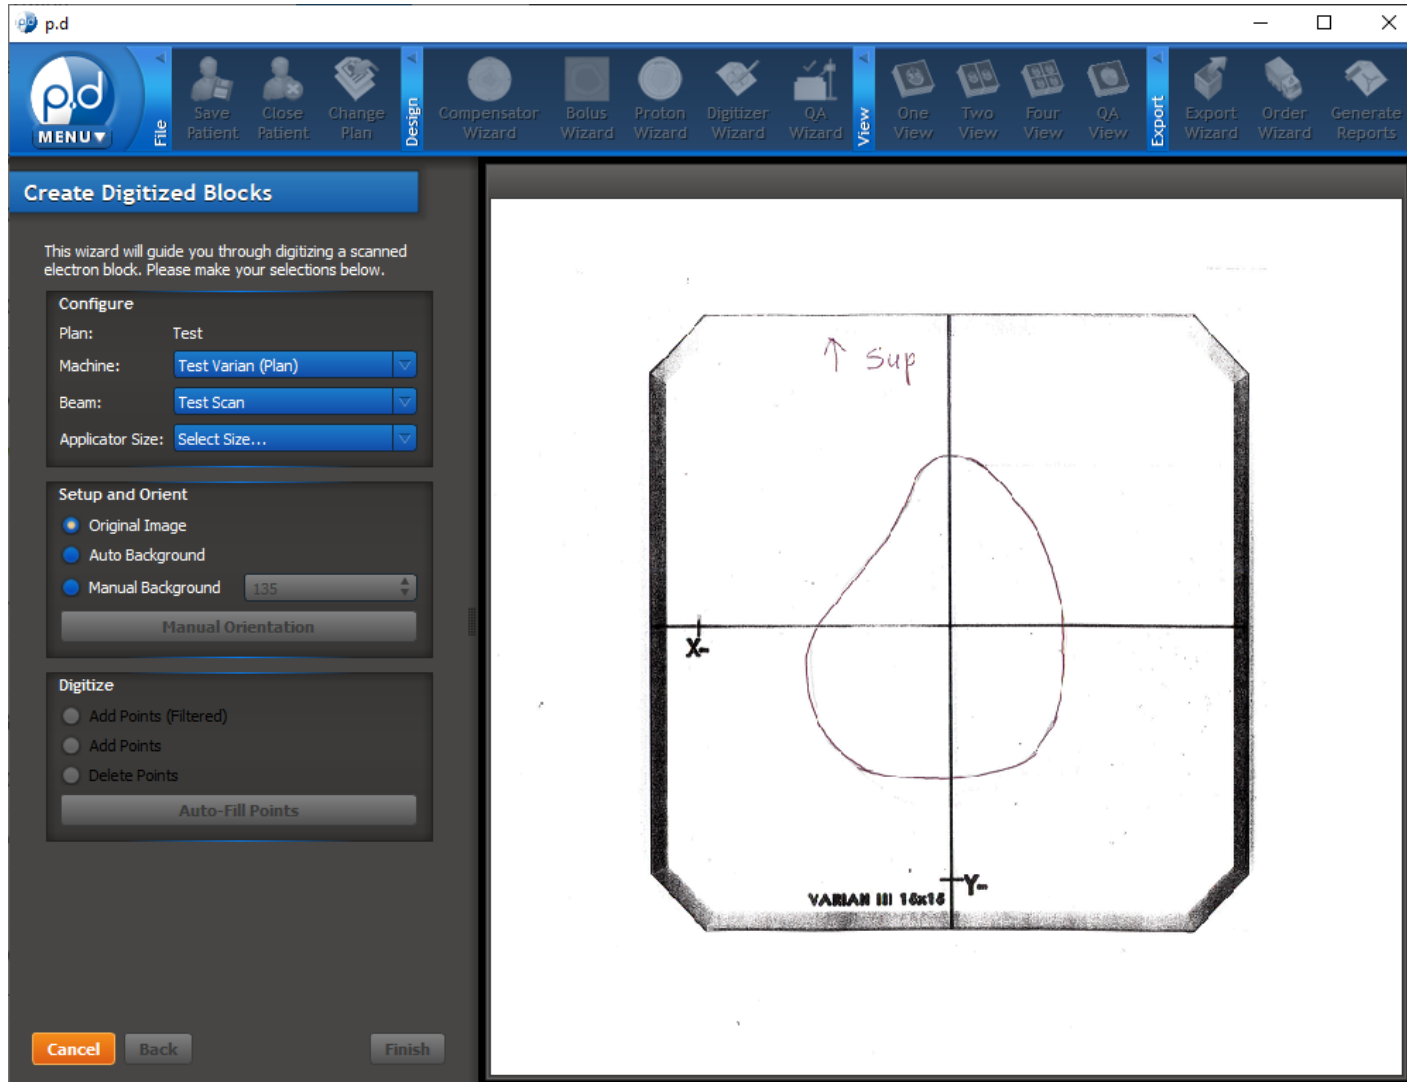 p.d
p.d
MENU
File
Save Patient
Close Patient
Change Plan
Design
Compensator Wizard
Bolus Wizard
Proton Wizard
Digitizer Wizard
QA Wizard
View
One View
Two View
Four View
QA View
Export
Export Wizard
Order Wizard
Generate Reports
Create Digitized Blocks
This wizard will guide you through digitizing a scanned
electron block. Please make your selections below.
Configure
Plan: Test
Machine: Test Varian (Plan)
Beam: Test Scan
Applicator Size: Select Size...
Setup and Orient
Original Image
Auto Background
Manual Background 135
Manual Orientation
Digitize
Add Points (Filtered)
Add Points
Delete Points
Auto-Fill Points
Cancel Back Finish
↑ Sup
X-
Y-
VARIAN III 15x15